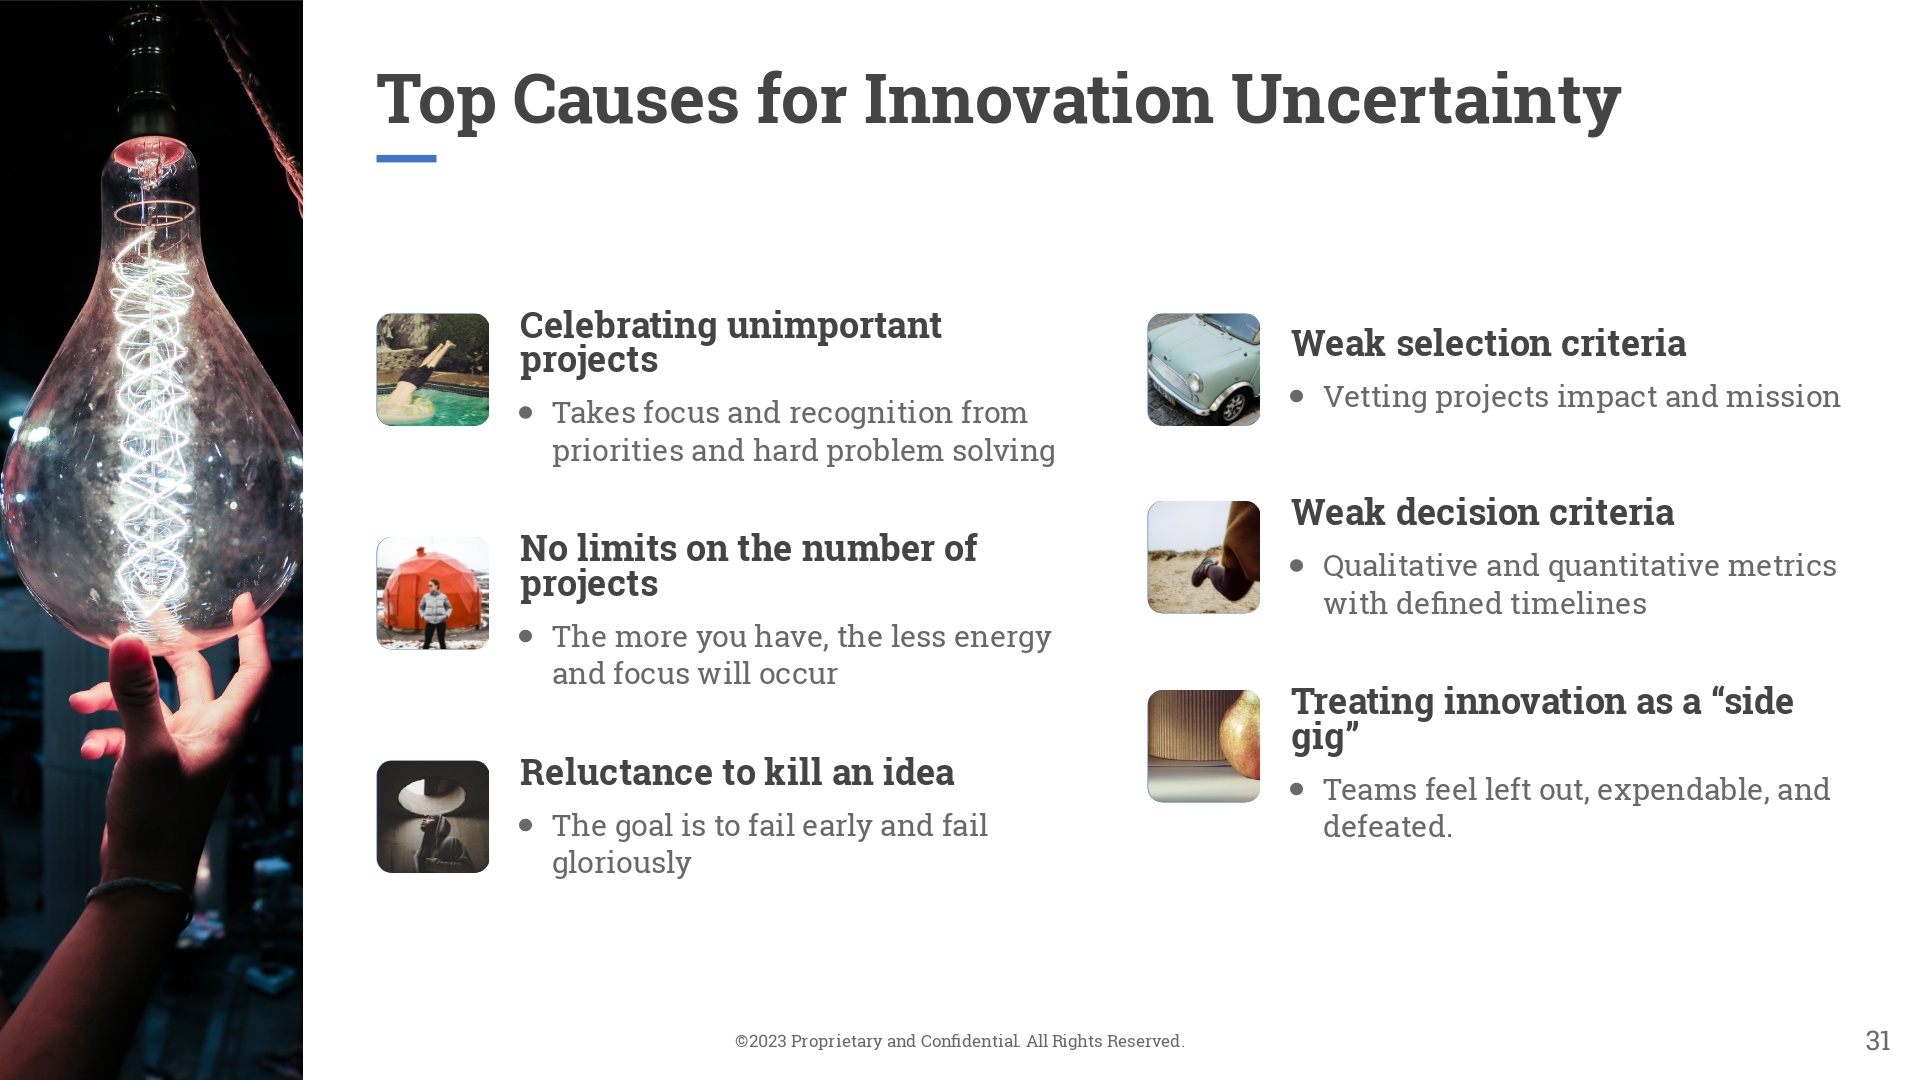 Top Causes for Innovation Uncertainty
Celebrating unimportant
projects
• Takes focus and recognition from
priorities and hard problem solving
No limits on the number of
projects
• The more you have, the less energy
and focus will occur
Reluctance to kill an idea
• The goal is to fail early and fail
gloriously
Weak selection criteria
• Vetting projects impact and mission
Weak decision criteria
• Qualitative and quantitative metrics
with defined timelines
Treating innovation as a “side
gig”
• Teams feel left out, expendable, and
defeated.
©2023 Proprietary and Confidential. All Rights Reserved.
31